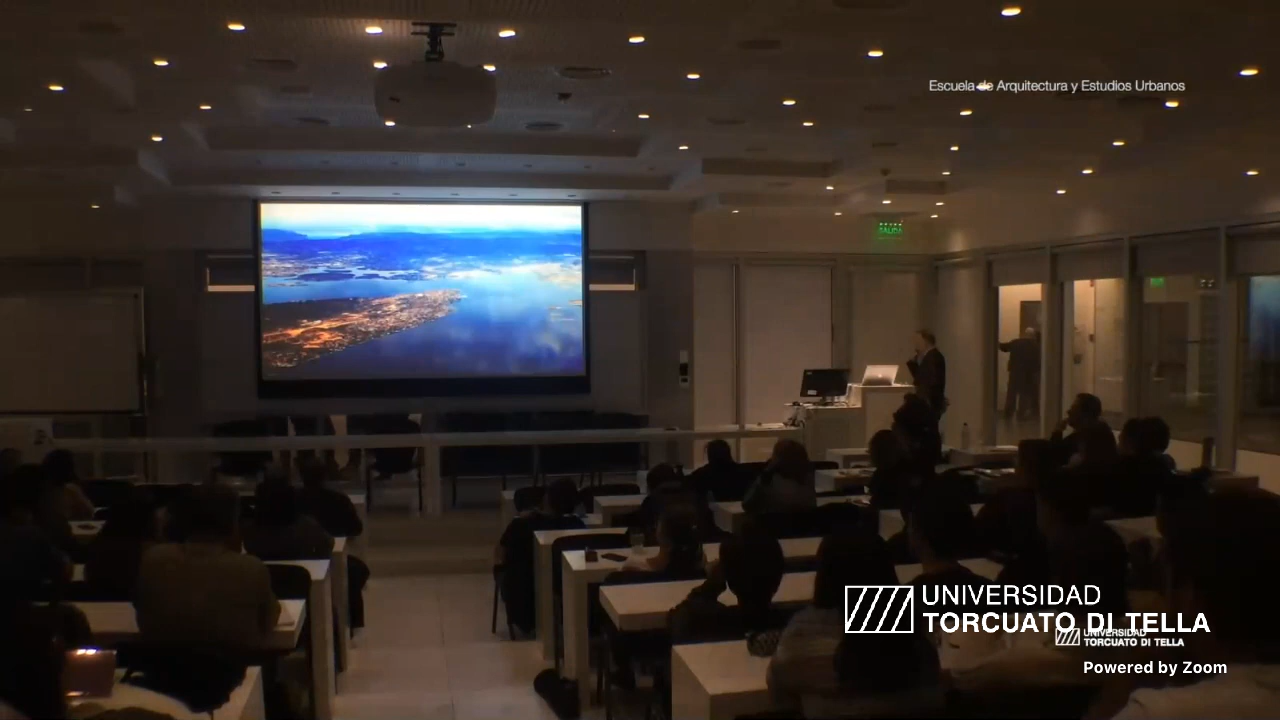 Escuela de Arquitectura y Estudios Urbanos
SALIDA
UNIVERSIDAD
TORCUATO DI TELLA
UNIVERSIDAD
TORCUATO DI TELLA
Powered by Zoom